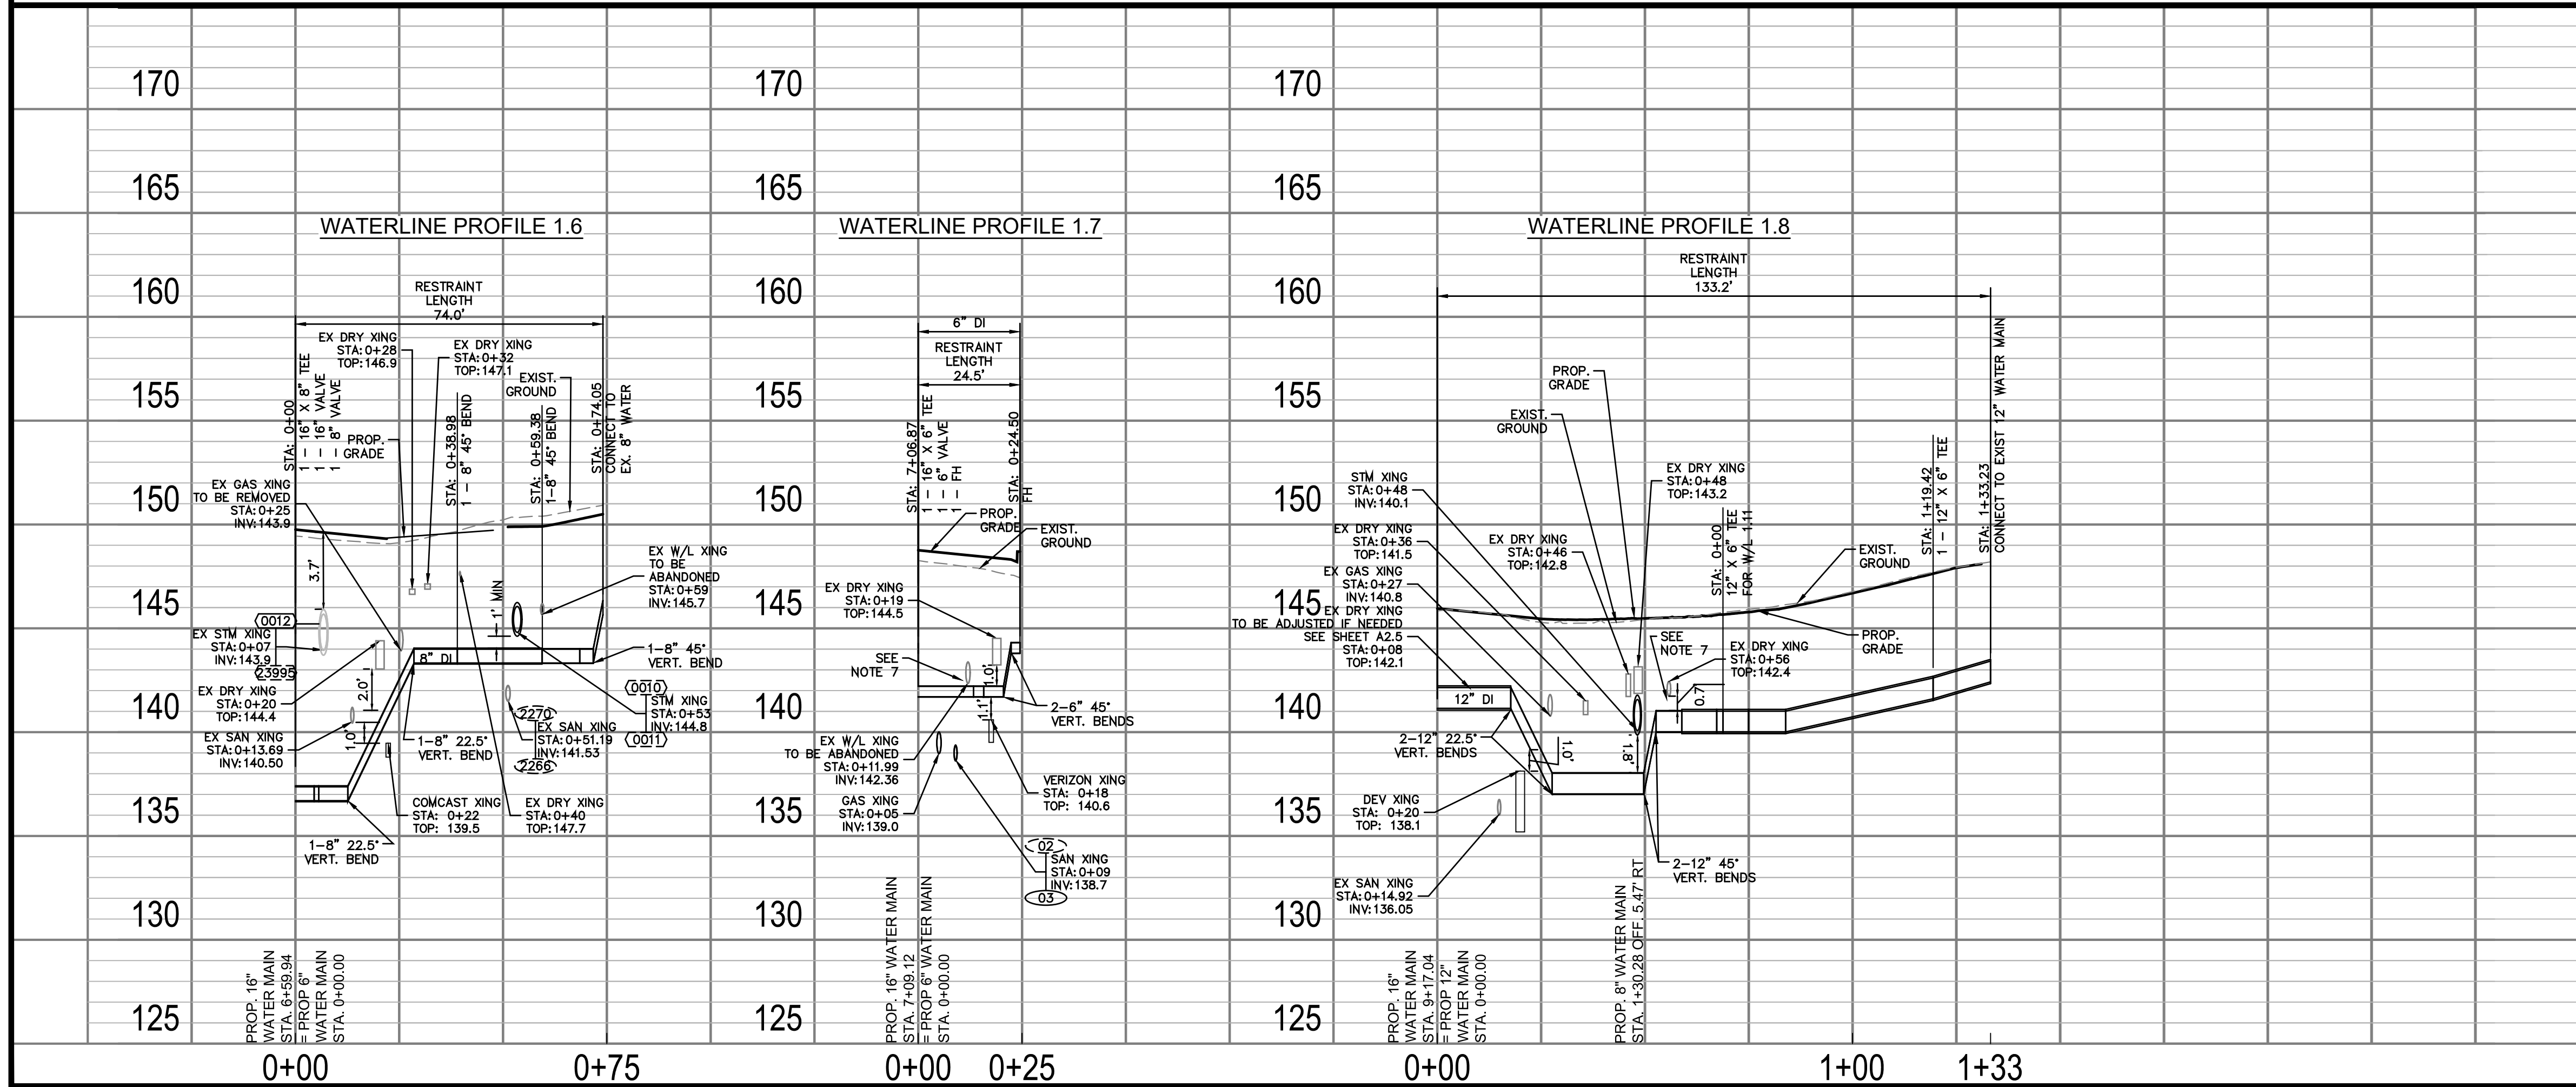 170
165
160
155
150
145
140
135
130
125
WATERLINE PROFILE 1.6
RESTRAINT
LENGTH
74.0'
EX DRY XING
STA: 0+28
TOP:146.9
EX DRY XING
STA: 0+32
TOP:147.1
EXIST.
GROUND
STA: 0+00
1 - 16" X 8" TEE
1 - 16" VALVE
1 - 8" VALVE
PROP.
GRADE
STA: 0+38.98
1 - 8" 45° BEND
STA: 0+59.38
1-8" 45° BEND
STA: 0+74.05
CONNECT TO
EX. 8" WATER
EX GAS XING
TO BE REMOVED
STA: 0+25
INV:143.9
3.7'
1' MIN
EX W/L XING
TO BE
ABANDONED
STA: 0+59
INV:145.7
0012
EX STM XING
STA: 0+07
INV:143.9
23995
8" DI
1-8" 45°
VERT. BEND
EX DRY XING
STA: 0+20
TOP:144.4
2.0'
0010
STM XING
STA: 0+53
INV:144.8
0011
2270
EX SAN XING
STA: 0+51.19
INV:141.53
2266
EX SAN XING
STA: 0+13.69
INV:140.50
1.0'
1-8" 22.5°
VERT. BEND
COMCAST XING
STA: 0+22
TOP: 139.5
EX DRY XING
STA: 0+40
TOP:147.7
1-8" 22.5°
VERT. BEND
PROP. 16"
WATER MAIN
STA. 6+59.94
= PROP 6"
WATER MAIN
STA. 0+00.00
0+00
0+75
170
165
160
155
150
145
140
135
130
125
WATERLINE PROFILE 1.7
6" DI
RESTRAINT
LENGTH
24.5'
STA: 7+06.87
1 - 16" X 6" TEE
1 - 6" VALVE
1 - FH
STA: 0+24.50
FH
PROP.
GRADE
EXIST.
GROUND
EX DRY XING
STA: 0+19
TOP:144.5
SEE
NOTE 7
1.0'
1.1'
2-6" 45°
VERT. BENDS
EX W/L XING
TO BE ABANDONED
STA: 0+11.99
INV:142.36
GAS XING
STA: 0+05
INV:139.0
VERIZON XING
STA: 0+18
TOP: 140.6
02
SAN XING
STA: 0+09
INV:138.7
03
PROP. 16" WATER MAIN
STA. 7+09.12
= PROP 6" WATER MAIN
STA. 0+00.00
0+00
0+25
170
165
160
155
150
145
140
135
130
125
WATERLINE PROFILE 1.8
RESTRAINT
LENGTH
133.2'
PROP.
GRADE
EXIST.
GROUND
STM XING
STA: 0+48
INV:140.1
EX DRY XING
STA: 0+48
TOP:143.2
EX DRY XING
STA: 0+36
TOP:141.5
EX DRY XING
STA: 0+46
TOP:142.8
EX GAS XING
STA: 0+27
INV:140.8
EX DRY XING
TO BE ADJUSTED IF NEEDED
SEE SHEET A2.5
STA: 0+08
TOP:142.1
STA: 0+00
12" X 6" TEE
FOR W/L 1.11
EXIST.
GROUND
PROP.
GRADE
SEE
NOTE 7
EX DRY XING
STA: 0+56
TOP:142.4
0.7'
STA: 1+19.42
1 - 12" X 6" TEE
STA: 1+33.23
CONNECT TO EXIST 12" WATER MAIN
12" DI
2-12" 22.5°
VERT. BENDS
1.0'
1.8'
DEV XING
STA: 0+20
TOP: 138.1
2-12" 45°
VERT. BENDS
EX SAN XING
STA: 0+14.92
INV:136.05
PROP. 16"
WATER MAIN
STA. 9+17.04
= PROP 12"
WATER MAIN
STA. 0+00.00
PROP. 8" WATER MAIN
STA. 1+30.28 OFF. 5.47' RT
0+00
1+00
1+33